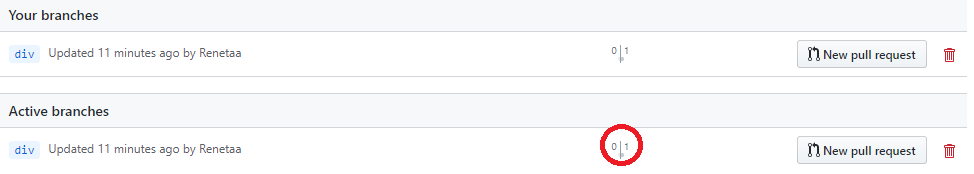 Your branches
div Updated 11 minutes ago by Renetaa 0 1 New pull request
Active branches
div Updated 11 minutes ago by Renetaa 0 1 New pull request